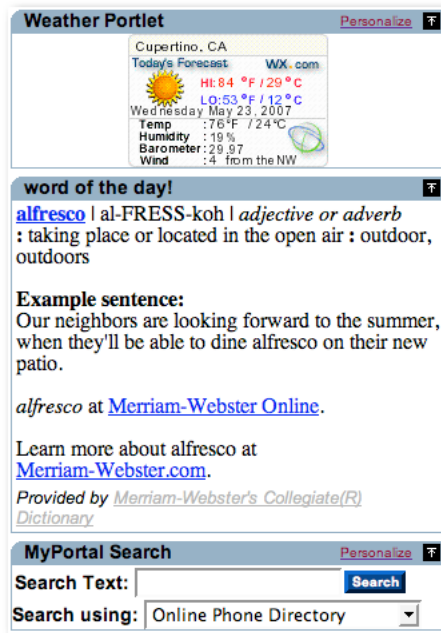 Weather Portlet Personalize
Cupertino, CA
Today's Forecast WX.com
HI:84 °F / 29 °C
LO:53 °F / 12 °C
Wednesday May 23, 2007
Temp :76°F / 24°C
Humidity :19%
Barometer:29.97
Wind :4 from the NW
word of the day!
alfresco | al-FRESS-koh | adjective or adverb
: taking place or located in the open air : outdoor,
outdoors
Example sentence:
Our neighbors are looking forward to the summer,
when they'll be able to dine alfresco on their new
patio.
alfresco at Merriam-Webster Online.
Learn more about alfresco at
Merriam-Webster.com.
Provided by Merriam-Webster's Collegiate(R)
Dictionary
MyPortal Search Personalize
Search Text: Search
Search using: Online Phone Directory